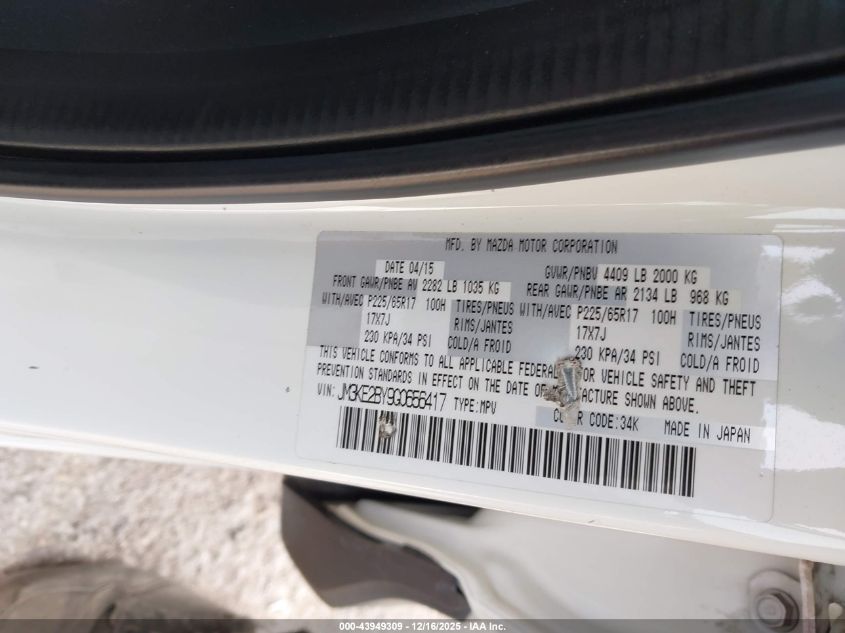 MFD. BY MAZDA MOTOR CORPORATION
DATE 04/15 GVWR/PNBV 4409 LB 2000 KG
FRONT GAWR/PNBE AV 2282 LB 1035 KG REAR GAWR/PNBE AR 2134 LB 968 KG
WITH/AVEC P225/65R17 100H TIRES/PNEUS WITH/AVEC P225/65R17 100H TIRES/PNEUS
17X7J RIMS/JANTES 17X7J RIMS/JANTES
230 KPA/34 PSI COLD/A FROID 230 KPA/34 PSI COLD/A FROID
THIS VEHICLE CONFORMS TO ALL APPLICABLE FEDERAL MOTOR VEHICLE SAFETY AND THEFT
PREVENTION STANDARDS IN EFFECT ON THE DATE OF MANUFACTURE SHOWN ABOVE.
VIN: JM3KE2BY9G0656417 TYPE:MPV
COLOR CODE:34K MADE IN JAPAN
000-43949309 - 12/16/2025 - IAA Inc.